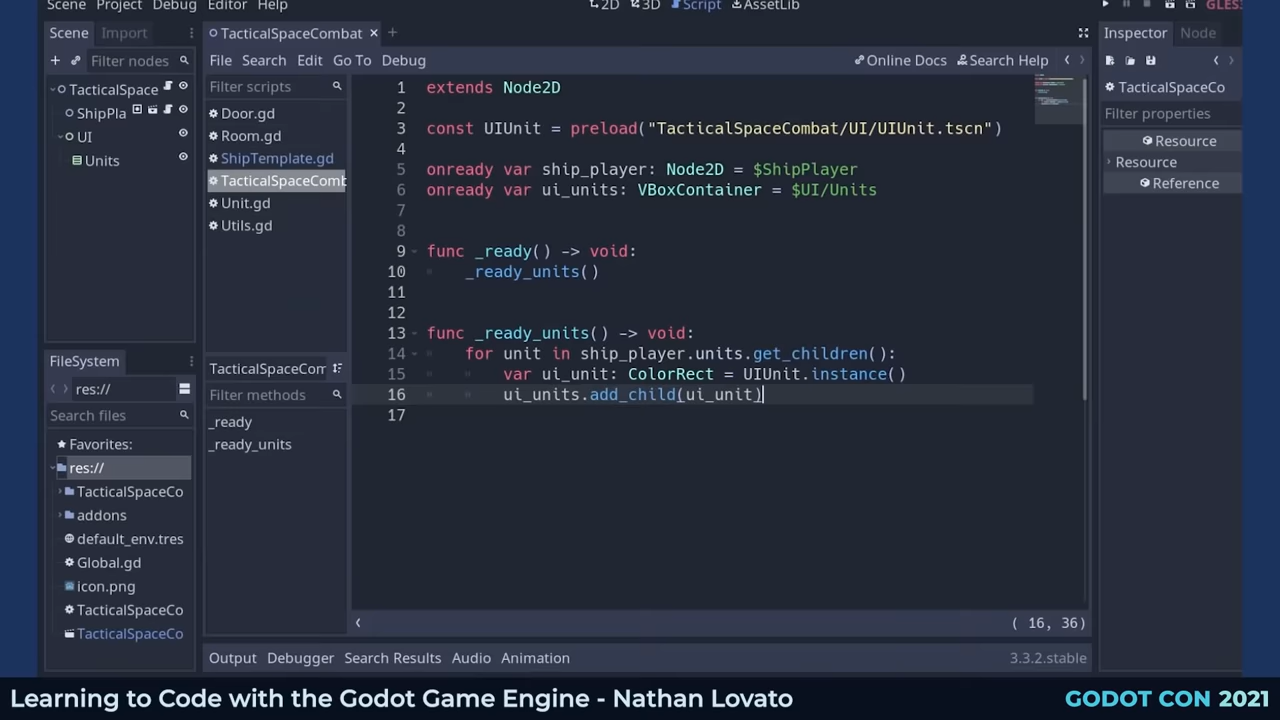 Scene Project Debug Editor Help
2D 3D Script AssetLib
GLES
Scene Import
TacticalSpaceCombat
Inspector Node
Filter nodes
File Search Edit Go To Debug
Online Docs Search Help
TacticalSpace
ShipPla
UI
Units
Filter scripts
Door.gd
Room.gd
ShipTemplate.gd
TacticalSpaceComb
Unit.gd
Utils.gd
1 extends Node2D
2
3 const UIUnit = preload("TacticalSpaceCombat/UI/UIUnit.tscn")
4
5 onready var ship_player: Node2D = $ShipPlayer
6 onready var ui_units: VBoxContainer = $UI/Units
7
8
9 func _ready() -> void:
10 _ready_units()
11
12
13 func _ready_units() -> void:
14 for unit in ship_player.units.get_children():
15 var ui_unit: ColorRect = UIUnit.instance()
16 ui_units.add_child(ui_unit)
17
TacticalSpaceCo
Filter properties
Resource
Resource
Reference
FileSystem
res://
Search files
Favorites:
res://
TacticalSpaceCo
addons
default_env.tres
Global.gd
icon.png
TacticalSpaceCo
TacticalSpaceCo
TacticalSpaceCom
Filter methods
_ready
_ready_units
( 16, 36)
Output Debugger Search Results Audio Animation
3.3.2.stable
Learning to Code with the Godot Game Engine - Nathan Lovato
GODOT CON 2021